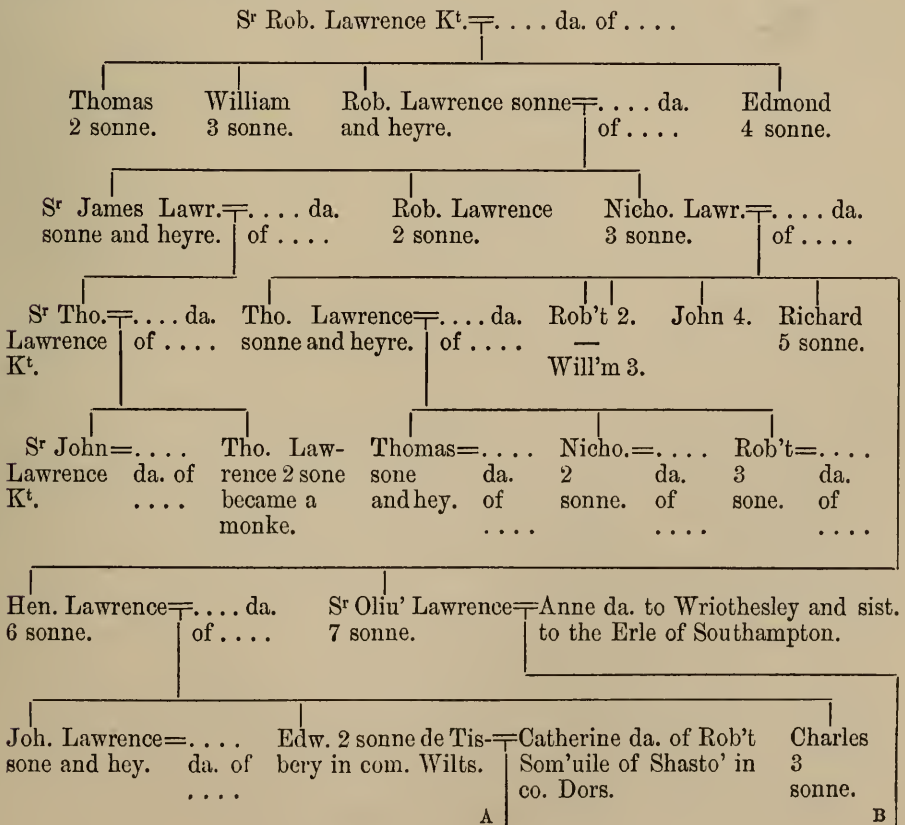 Sʳ Rob. Lawrence Kᵗ.=. . . . da. of . . . .
Thomas William Rob. Lawrence sonne=. . . . da. Edmond
2 sonne. 3 sonne. and heyre. of . . . . 4 sonne.
Sʳ James Lawr.=. . . . da. Rob. Lawrence Nicho. Lawr.=. . . . da.
sonne and heyre. of . . . . 2 sonne. 3 sonne. of . . . .
Sʳ Tho.=. . . . da. Tho. Lawrence=. . . . da. Rob't 2. John 4. Richard
Lawrence of . . . . sonne and heyre. of . . . . — 5 sonne.
Kᵗ. Will'm 3.
Sʳ John=. . . . Tho. Law- Thomas=. . . . Nicho.=. . . . Rob't=. . . .
Lawrence da. of rence 2 sone sone da. 2 da. 3 da.
Kᵗ. . . . . became a and hey. of sonne. of sone. of
monke. . . . . . . . . . . . .
Hen. Lawrence=. . . . da. Sʳ Oliu' Lawrence=Anne da. to Wriothesley and sist.
6 sonne. of . . . . 7 sonne. to the Erle of Southampton.
Joh. Lawrence=. . . . Edw. 2 sonne de Tis-=Catherine da. of Rob't Charles
sone and hey. da. of bery in com. Wilts. Som'uile of Shasto' in 3
. . . . co. Dors. sonne.
A B